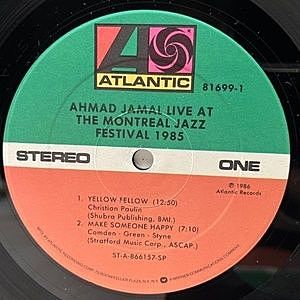 ATLANTIC
81699-1
AHMAD JAMAL LIVE AT
THE MONTREAL JAZZ
FESTIVAL 1985
STEREO
ONE
℗ 1986
Atlantic Records
1. YELLOW FELLOW (12:50)
Christian Paulin
(Shubra Publishing, BMI.)
2. MAKE SOMEONE HAPPY (7:10)
Comden - Green - Styne
(Stratford Music Corp., ASCAP.)
ST-A-866157-SP